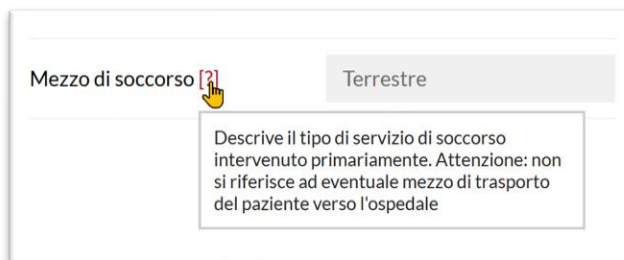 Mezzo di soccorso [?] Terrestre
Descrive il tipo di servizio di soccorso
intervenuto primariamente. Attenzione: non
si riferisce ad eventuale mezzo di trasporto
del paziente verso l'ospedale